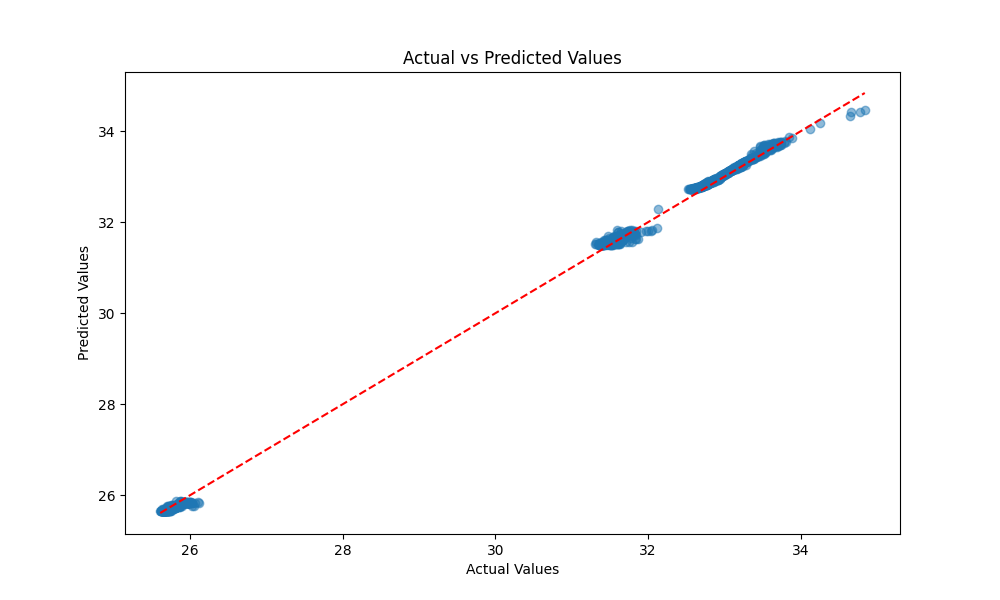 Actual vs Predicted Values
Predicted Values
34
32
30
28
26
26 28 30 32 34
Actual Values